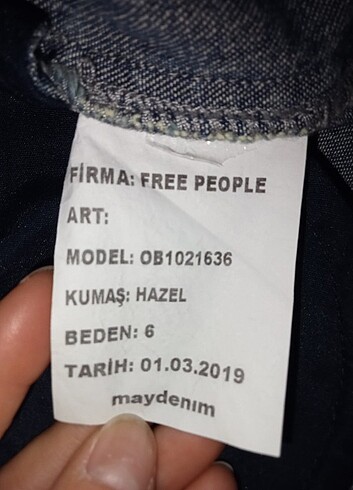 FİRMA: FREE PEOPLE
ART:
MODEL: OB1021636
KUMAŞ: HAZEL
BEDEN: 6
TARİH: 01.03.2019
maydenım